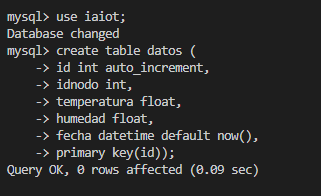 mysql> use iaiot;
Database changed
mysql> create table datos (
    -> id int auto_increment,
    -> idnodo int,
    -> temperatura float,
    -> humedad float,
    -> fecha datetime default now(),
    -> primary key(id));
Query OK, 0 rows affected (0.09 sec)